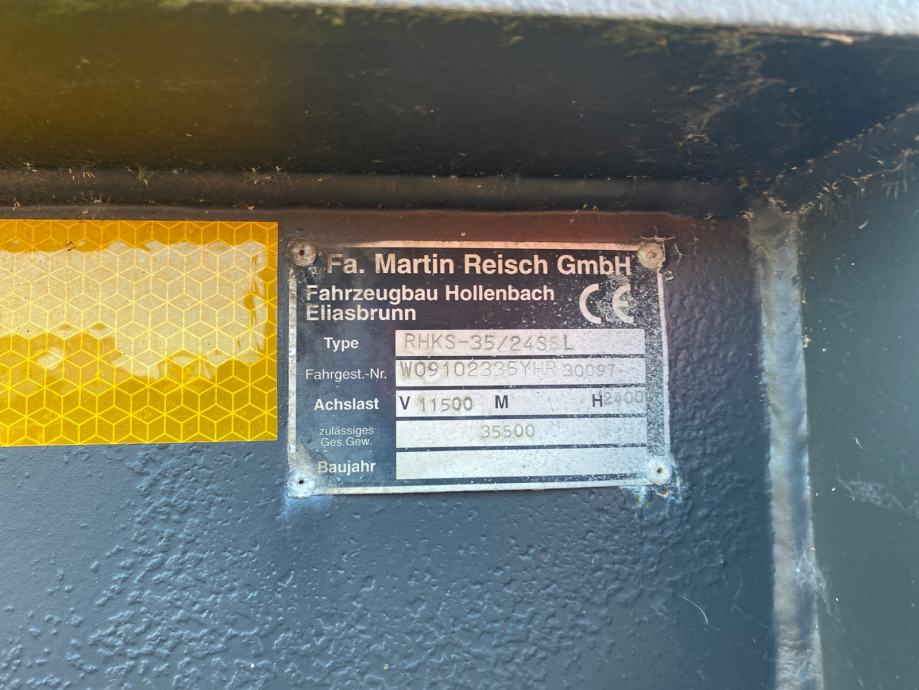 Fa. Martin Reisch GmbH
Fahrzeugbau Hollenbach
Eliasbrunn
CE
Type RHKS-35/24SSL
Fahrgest.-Nr. W09102335YHR30097
Achslast V 11500 M H 24000
zulässiges
Ges.Gew. 35500
Baujahr